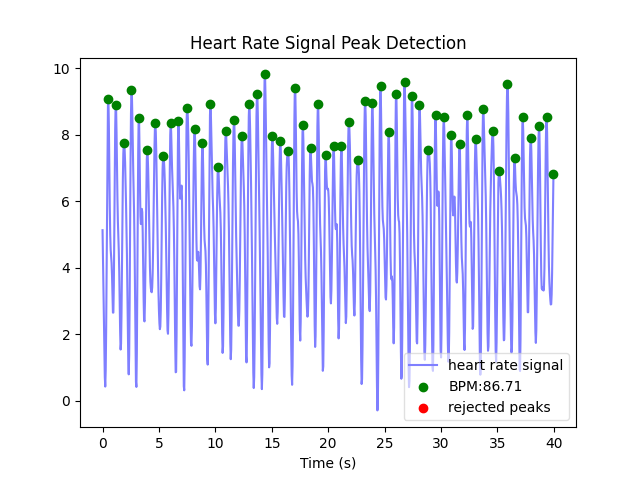 Heart Rate Signal Peak Detection
10
8
6
4
2
0
heart rate signal
BPM:86.71
rejected peaks
0 5 10 15 20 25 30 35 40
Time (s)